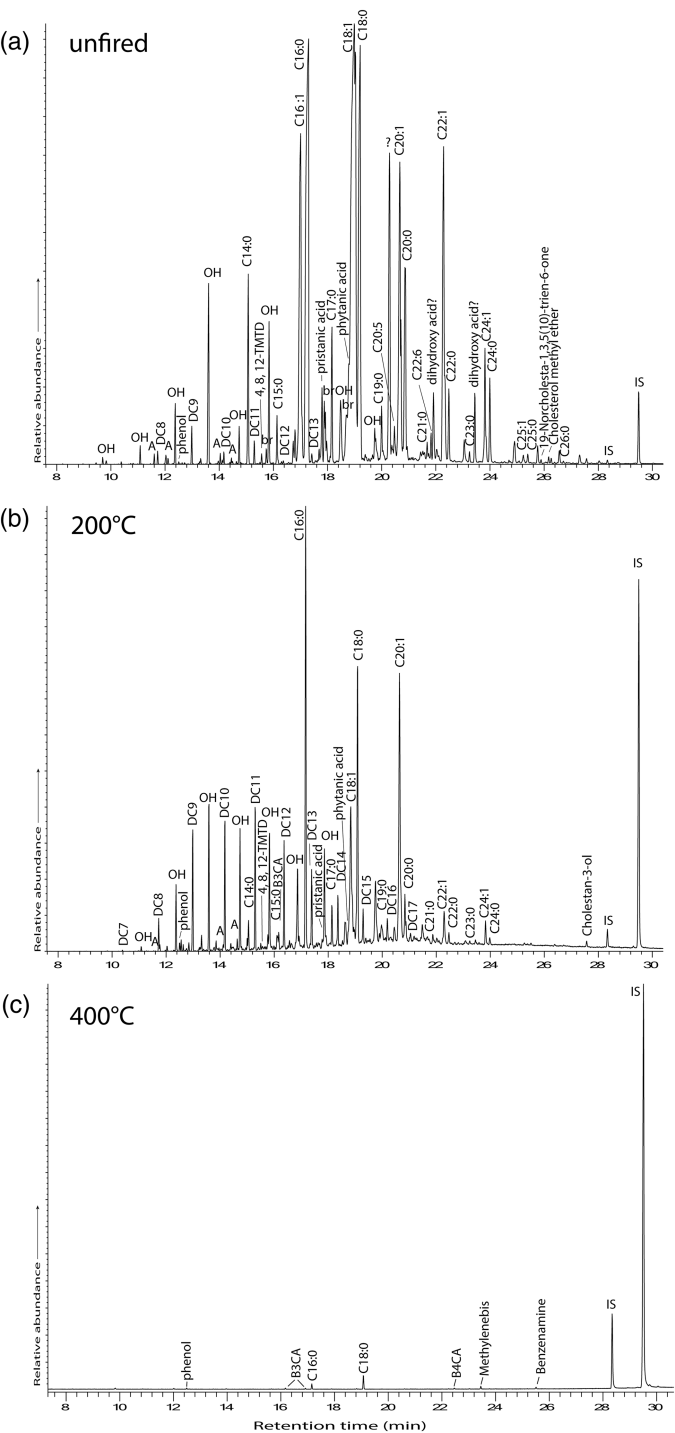 (a)
unfired
OH
OH
A
DC8
A
OH
phenol
DC9
OH
A
DC10
A
OH
C14:0
DC11
4, 8, 12-TMTD
br
OH
C15:0
DC12
C16:1
C16:0
DC13
pristanic acid
br
C17:0
OH
br
phytanic acid
C18:1
C18:0
OH
C19:0
C20:5
?
C20:1
C20:0
C21:0
C22:6
dihydroxy acid?
C22:1
C22:0
C23:0
dihydroxy acid?
C24:1
C24:0
C25:1
C25:0
19-Norcholesta-1,3,5(10)-trien-6-one
Cholesterol methyl ether
C26:0
IS
IS
Relative abundance
8 10 12 14 16 18 20 22 24 26 28 30
(b)
200°C
DC7
OH
A
DC8
OH
phenol
DC9
OH
A
DC10
A
OH
C14:0
DC11
4, 8, 12-TMTD
OH
C15:0
B3CA
DC12
OH
C16:0
DC13
pristanic acid
OH
C17:0
DC14
phytanic acid
C18:1
C18:0
DC15
C19:0
DC16
C20:1
C20:0
DC17
C21:0
C22:1
C22:0
C23:0
C24:1
C24:0
Cholestan-3-ol
IS
IS
Relative abundance
8 10 12 14 16 18 20 22 24 26 28 30
(c)
400°C
phenol
B3CA
C16:0
C18:0
B4CA
Methylenebis
Benzenamine
IS
IS
Relative abundance
8 10 12 14 16 18 20 22 24 26 28 30
Retention time (min)